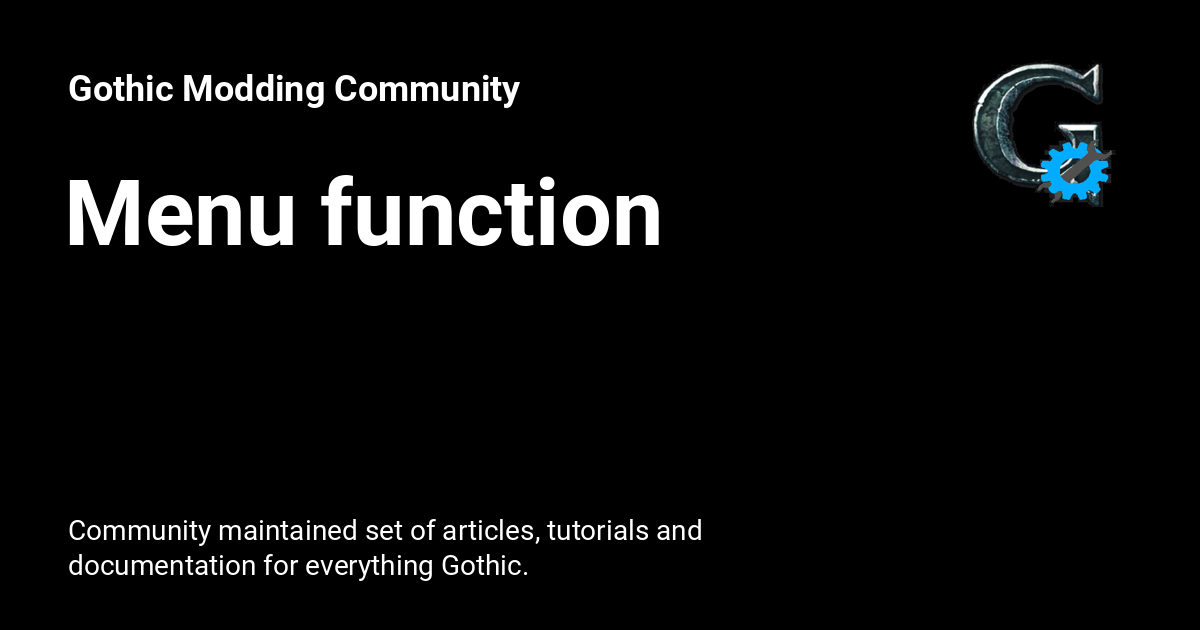 Gothic Modding Community
Menu function
Community maintained set of articles, tutorials and
documentation for everything Gothic.
G